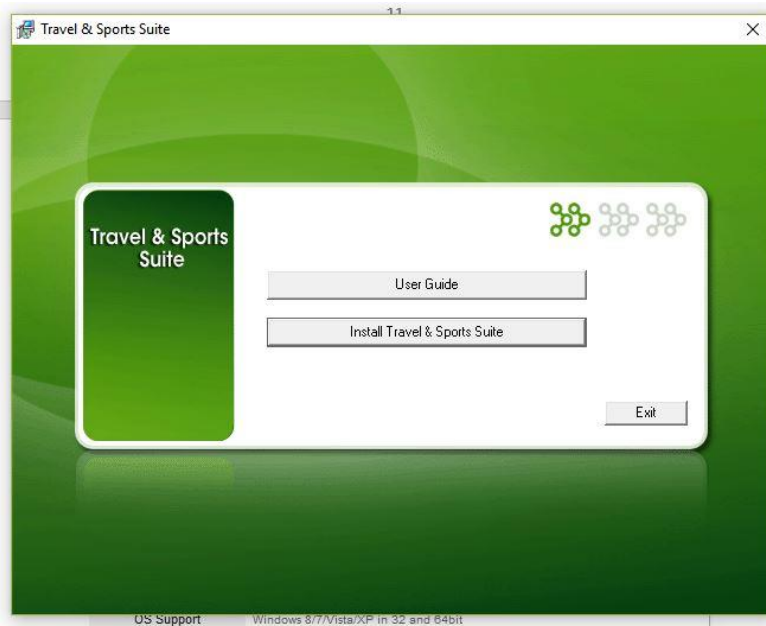 11
Travel & Sports Suite
Travel & Sports
Suite
User Guide
Install Travel & Sports Suite
Exit
OS Support
Windows 8/7/Vista/XP in 32 and 64bit